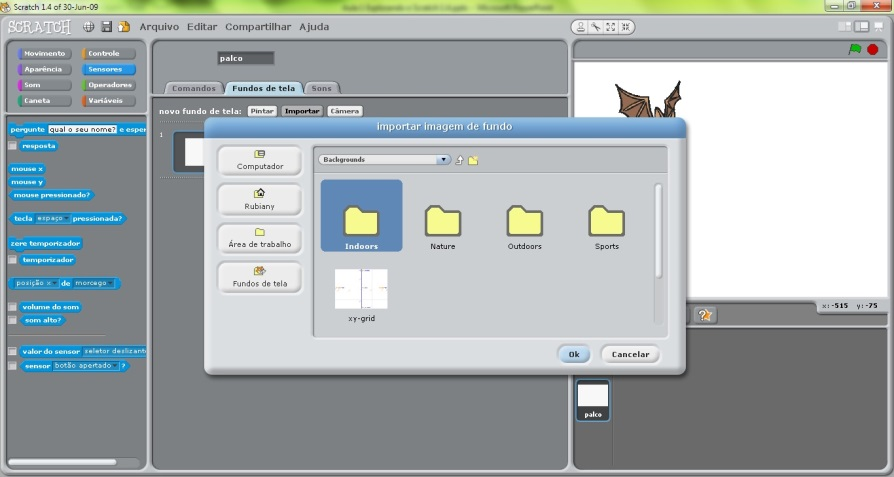 Scratch 1.4 of 30-Jun-09
SCRATCH Arquivo Editar Compartilhar Ajuda
Movimento Controle
Aparência Sensores
Som Operadores
Caneta Variáveis
palco
Comandos Fundos de tela Sons
novo fundo de tela: Pintar Importar Câmera
1
pergunte qual o seu nome? e esper
resposta
mouse x
mouse y
mouse pressionado?
tecla espaço pressionada?
zere temporizador
temporizador
posição x de morcego
volume do som
som alto?
valor do sensor seletor deslizante
sensor botão apertado ?
importar imagem de fundo
Computador
Rubiany
Área de trabalho
Fundos de tela
Backgrounds
Indoors Nature Outdoors Sports
xy-grid
Ok Cancelar
x: -515 y: -75
palco